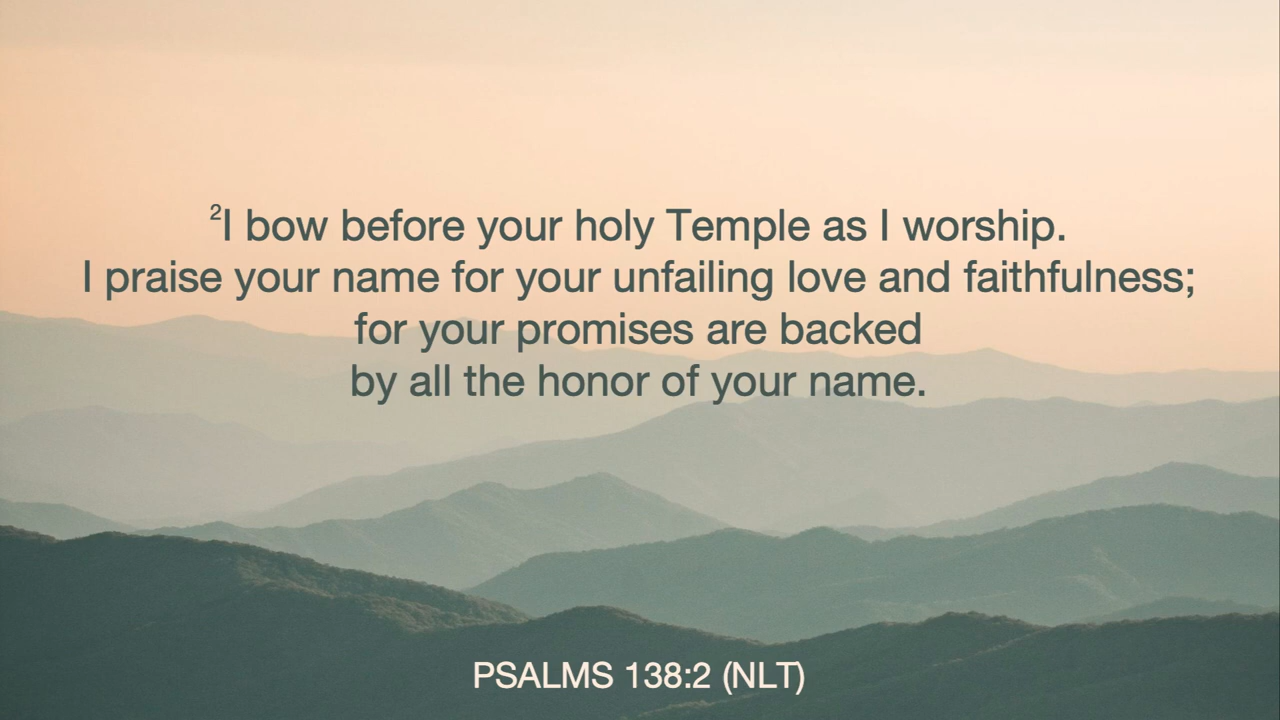 ²I bow before your holy Temple as I worship.
I praise your name for your unfailing love and faithfulness;
for your promises are backed
by all the honor of your name.
PSALMS 138:2 (NLT)